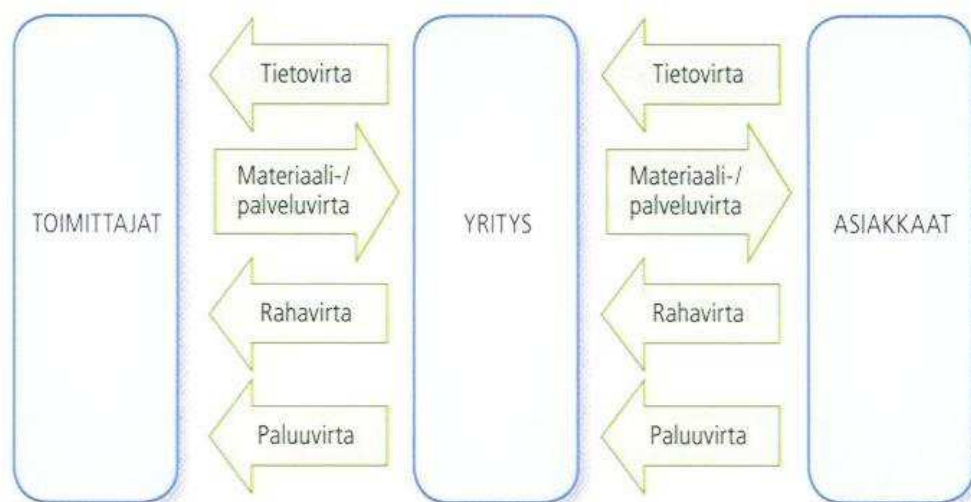 TOIMITTAJAT
Tietovirta
Materiaali-/
palveluvirta
Rahavirta
Paluuvirta
YRITYS
Tietovirta
Materiaali-/
palveluvirta
Rahavirta
Paluuvirta
ASIAKKAAT